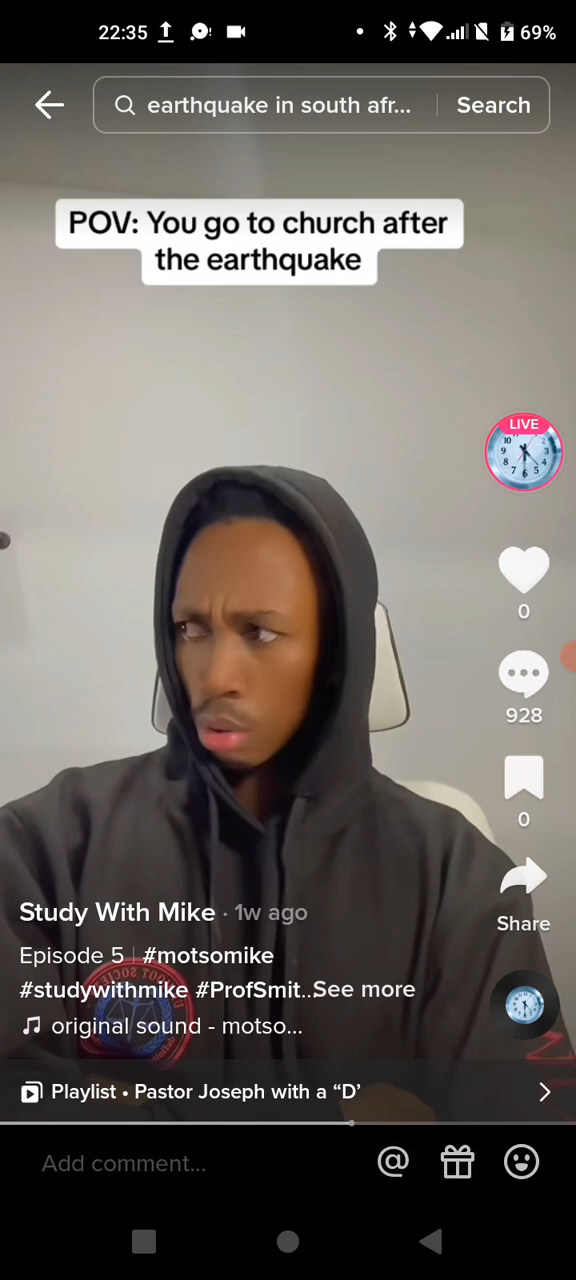 22:35
69%
earthquake in south afr... Search
POV: You go to church after
the earthquake
LIVE
0
928
0
Share
Study With Mike · 1w ago
Episode 5 | #motsomike
#studywithmike #ProfSmit... See more
original sound - motso...
Playlist • Pastor Joseph with a “D’
Add comment...